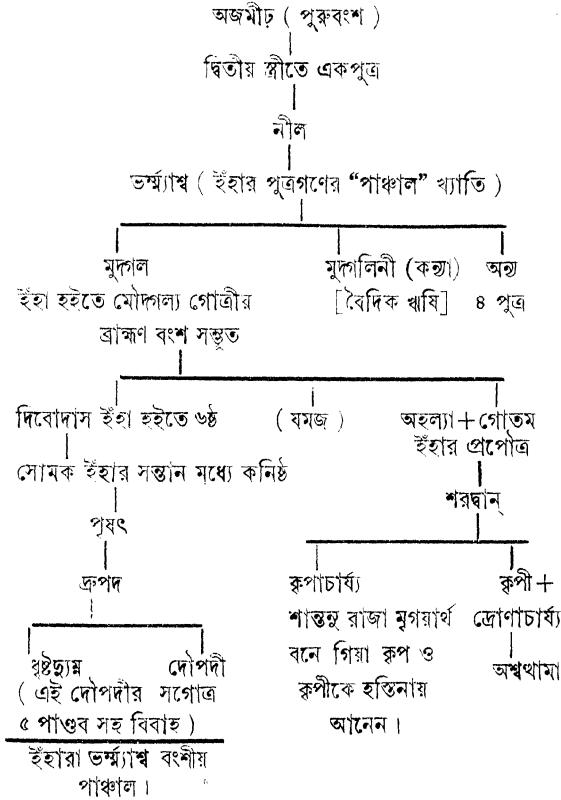 অজমীঢ় ( পুরুবংশ )
দ্বিতীয় স্ত্রীতে একপুত্র
নীল
ভর্ম্ম্যাশ্ব ( ইঁহার পুত্রগণের “পাঞ্চাল” খ্যাতি )
মুদ্গল
ইঁহা হইতে মৌদ্গল্য গোত্রীয়
ব্রাহ্মণ বংশ সম্ভূত
মুদ্গলিনী (কন্যা)
[বৈদিক ঋষি]
অন্য
৪ পুত্র
দিবোদাস ইঁহা হইতে ৬ষ্ঠ
( যমজ )
অহল্যা+গোতম
ইঁহার প্রপৌত্র
সোমক ইঁহার সন্তান মধ্যে কনিষ্ঠ
শরদ্বান্
পৃষৎ
দ্রুপদ
কৃপাচার্য্য
শান্তনু রাজা মৃগয়ার্থ
বনে গিয়া কৃপ ও
কৃপীকে হস্তিনায়
আনেন ।
কৃপী +
দ্রোণাচার্য্য
অশ্বত্থামা
ধৃষ্টদ্যুম্ন দৌপদী
( এই দৌপদীর সগোত্র
৫ পাণ্ডব সহ বিবাহ )
ইঁহারা ভর্ম্ম্যাশ্ব বংশীয়
পাঞ্চাল ।